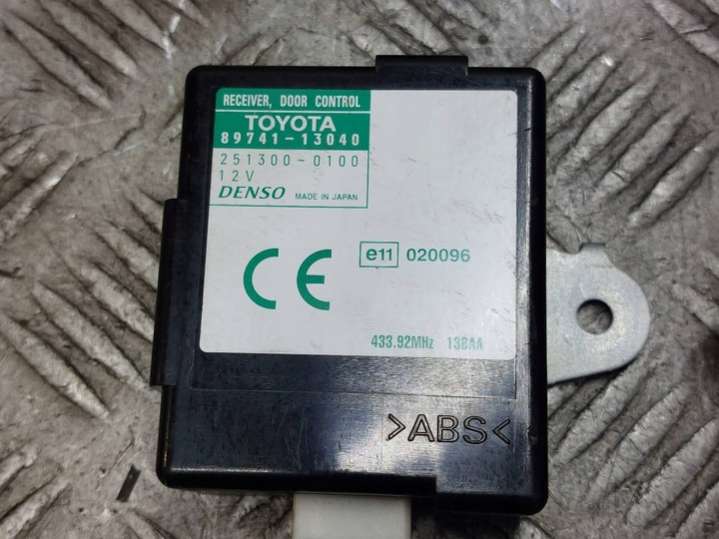 RECEIVER, DOOR CONTROL
TOYOTA
89741-13040
251300-0100
12V
DENSO MADE IN JAPAN
CE e11 020096
433.92MHz 138AA
>ABS<